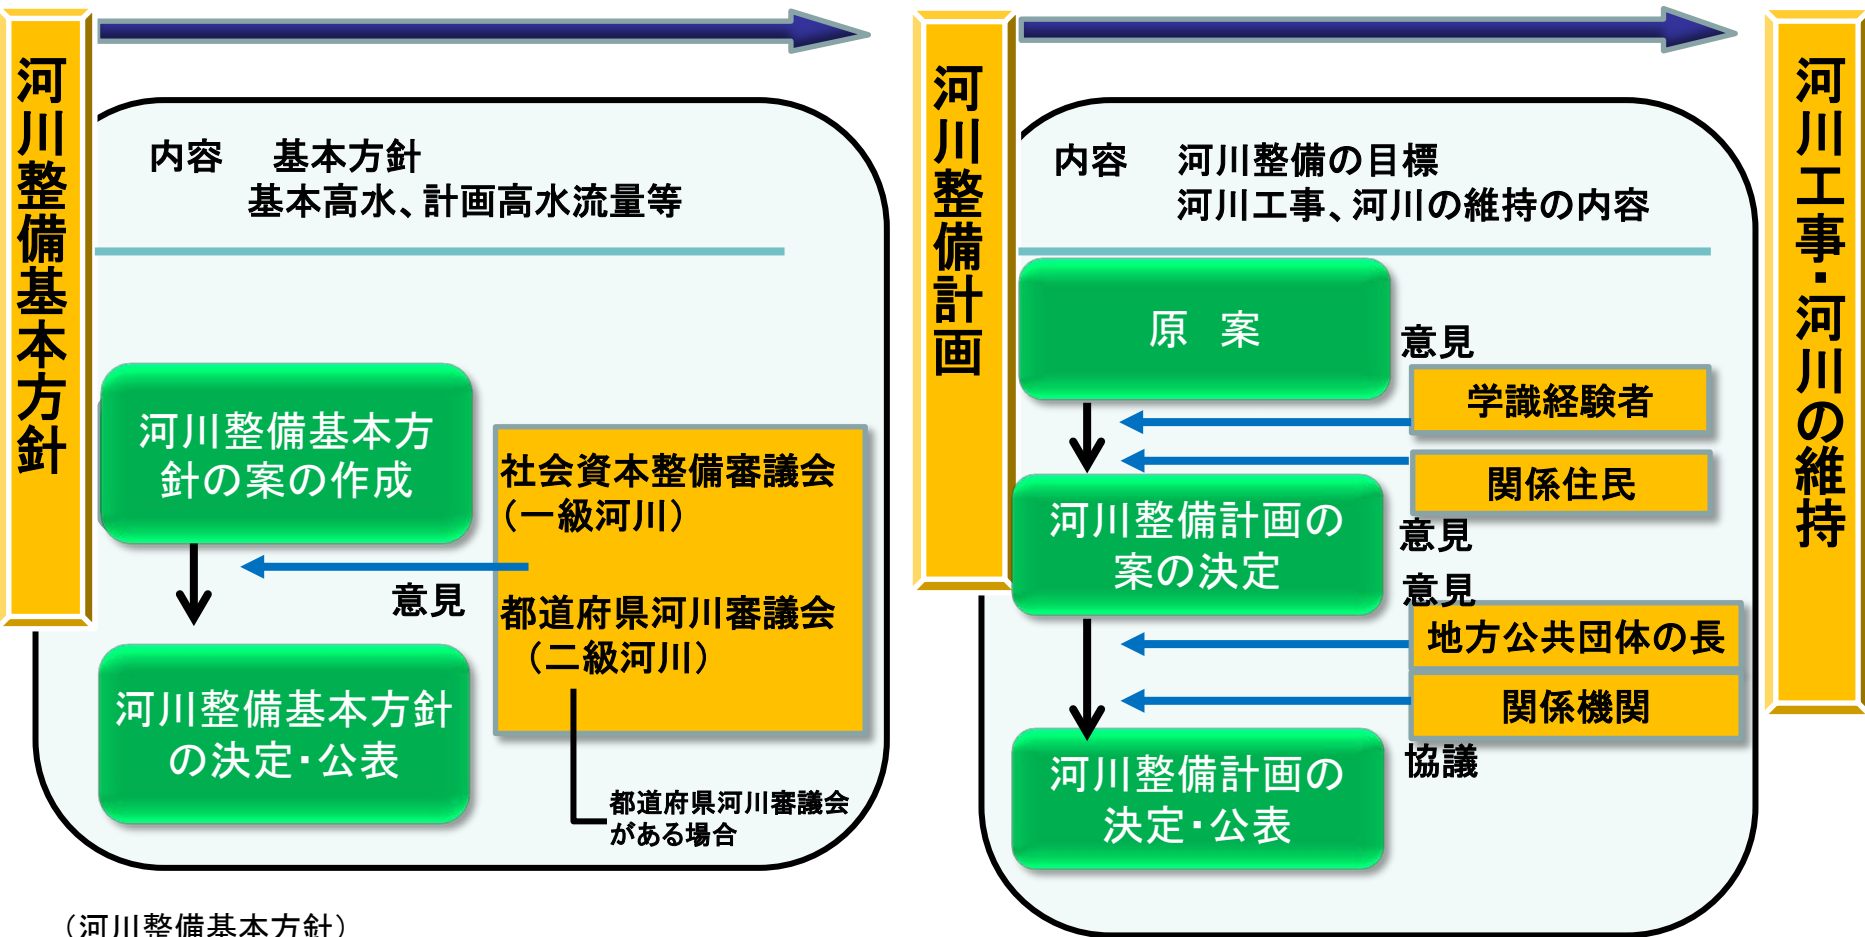 河川整備基本方針
内容　基本方針
基本高水、計画高水流量等
河川整備基本方
針の案の作成
社会資本整備審議会
（一級河川）
意見
都道府県河川審議会
（二級河川）
河川整備基本方針
の決定・公表
都道府県河川審議会
がある場合
河川整備計画
内容　河川整備の目標
河川工事、河川の維持の内容
原　案
意見
学識経験者
関係住民
意見
河川整備計画の
案の決定
意見
地方公共団体の長
関係機関
協議
河川整備計画の
決定・公表
河川工事・河川の維持
（河川整備基本方針）